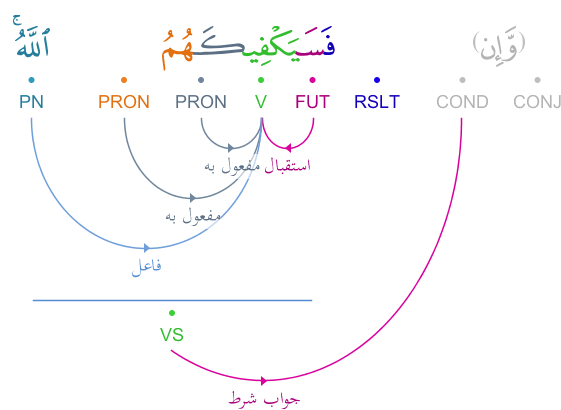 (وَّإِن) فَسَيَكْفِيكَهُمُ ٱللَّهُ ۚ
PN PRON PRON V FUT RSLT COND CONJ
استقبال مفعول به
مفعول به
فاعل
VS
جواب شرط